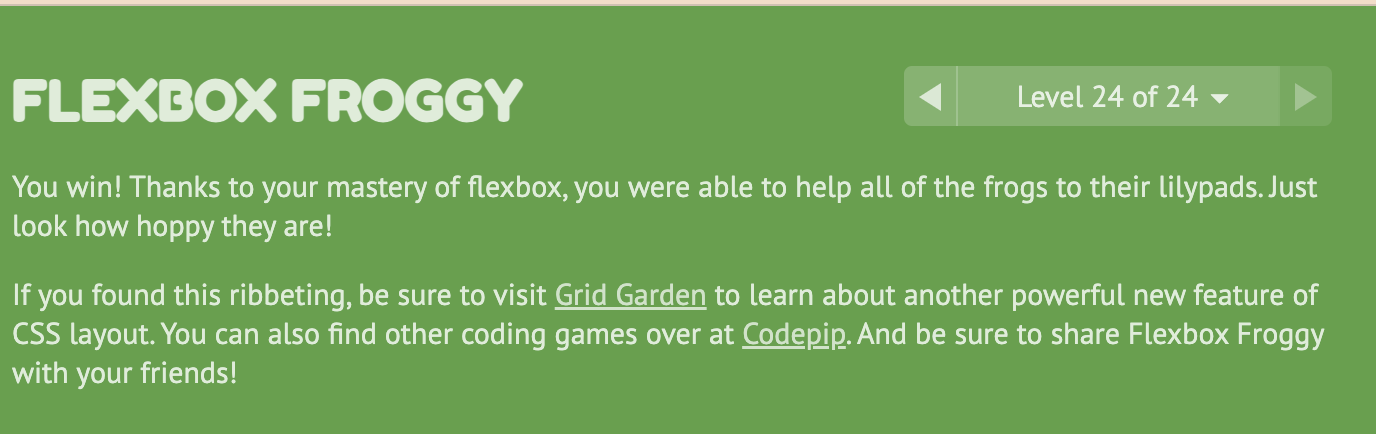 FLEXBOX FROGGY
Level 24 of 24
You win! Thanks to your mastery of flexbox, you were able to help all of the frogs to their lilypads. Just
look how hoppy they are!
If you found this ribbeting, be sure to visit Grid Garden to learn about another powerful new feature of
CSS layout. You can also find other coding games over at Codepip. And be sure to share Flexbox Froggy
with your friends!